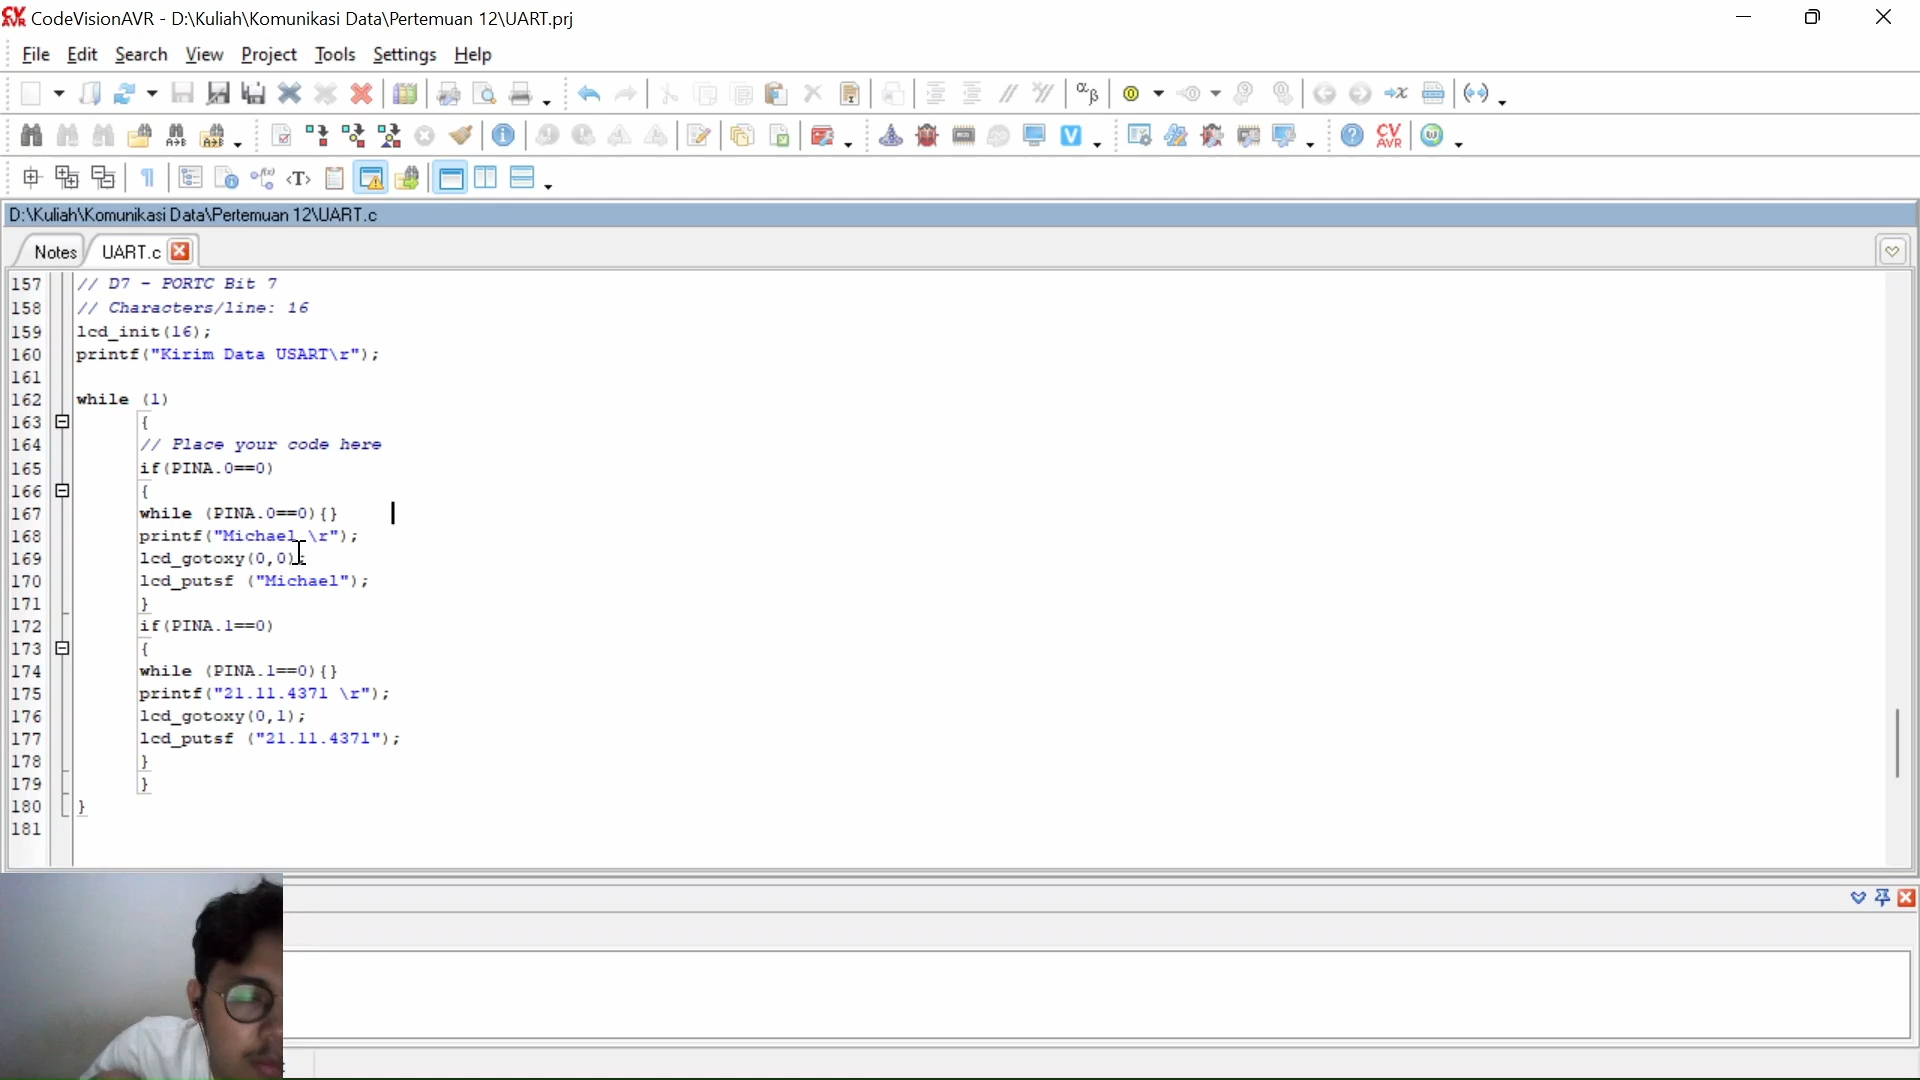 CodeVisionAVR - D:\Kuliah\Komunikasi Data\Pertemuan 12\UART.prj
File Edit Search View Project Tools Settings Help
D:\Kuliah\Komunikasi Data\Pertemuan 12\UART.c
Notes UART.c
157 // D7 - PORTC Bit 7
158 // Characters/line: 16
159 lcd_init(16);
160 printf("Kirim Data USART\r");
161
162 while (1)
163 {
164 // Place your code here
165 if(PINA.0==0)
166 {
167 while (PINA.0==0){}
168 printf("Michael \r");
169 lcd_gotoxy(0,0);
170 lcd_putsf ("Michael");
171 }
172 if(PINA.1==0)
173 {
174 while (PINA.1==0){}
175 printf("21.11.4371 \r");
176 lcd_gotoxy(0,1);
177 lcd_putsf ("21.11.4371");
178 }
179 }
180 }
181